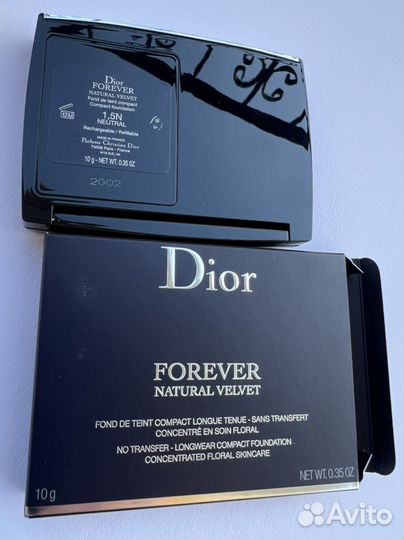 Dior
FOREVER
NATURAL VELVET
Fond de teint compact
Compact foundation
1,5N
NEUTRAL
Rechargeable / Refillable
12M
MADE IN FRANCE
Parfums Christian Dior
75008 Paris - France
10 g - NET WT. 0.35 OZ
2G02
Dior
FOREVER
NATURAL VELVET
FOND DE TEINT COMPACT LONGUE TENUE - SANS TRANSFERT
CONCENTRÉ EN SOIN FLORAL
NO TRANSFER - LONGWEAR COMPACT FOUNDATION
CONCENTRATED FLORAL SKINCARE
10 g
NET WT. 0.35 OZ
Avito